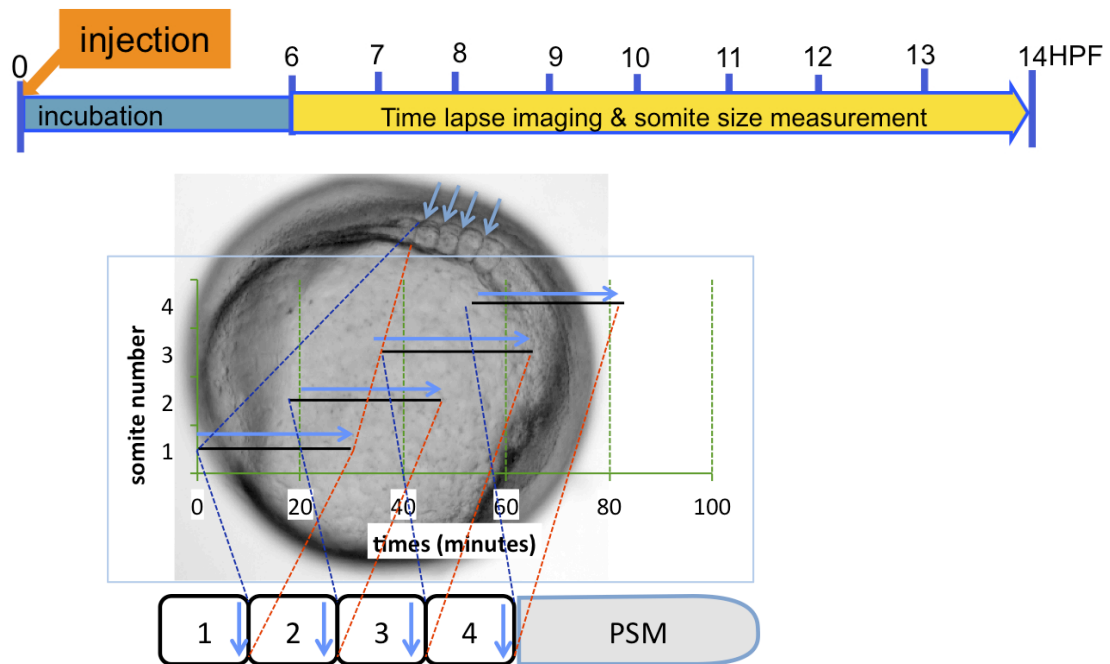 injection
0 6 7 8 9 10 11 12 13 14HPF
incubation Time lapse imaging & somite size measurement
somite number
4
3
2
1
0 20 40 60 80 100
times (minutes)
1 2 3 4 PSM